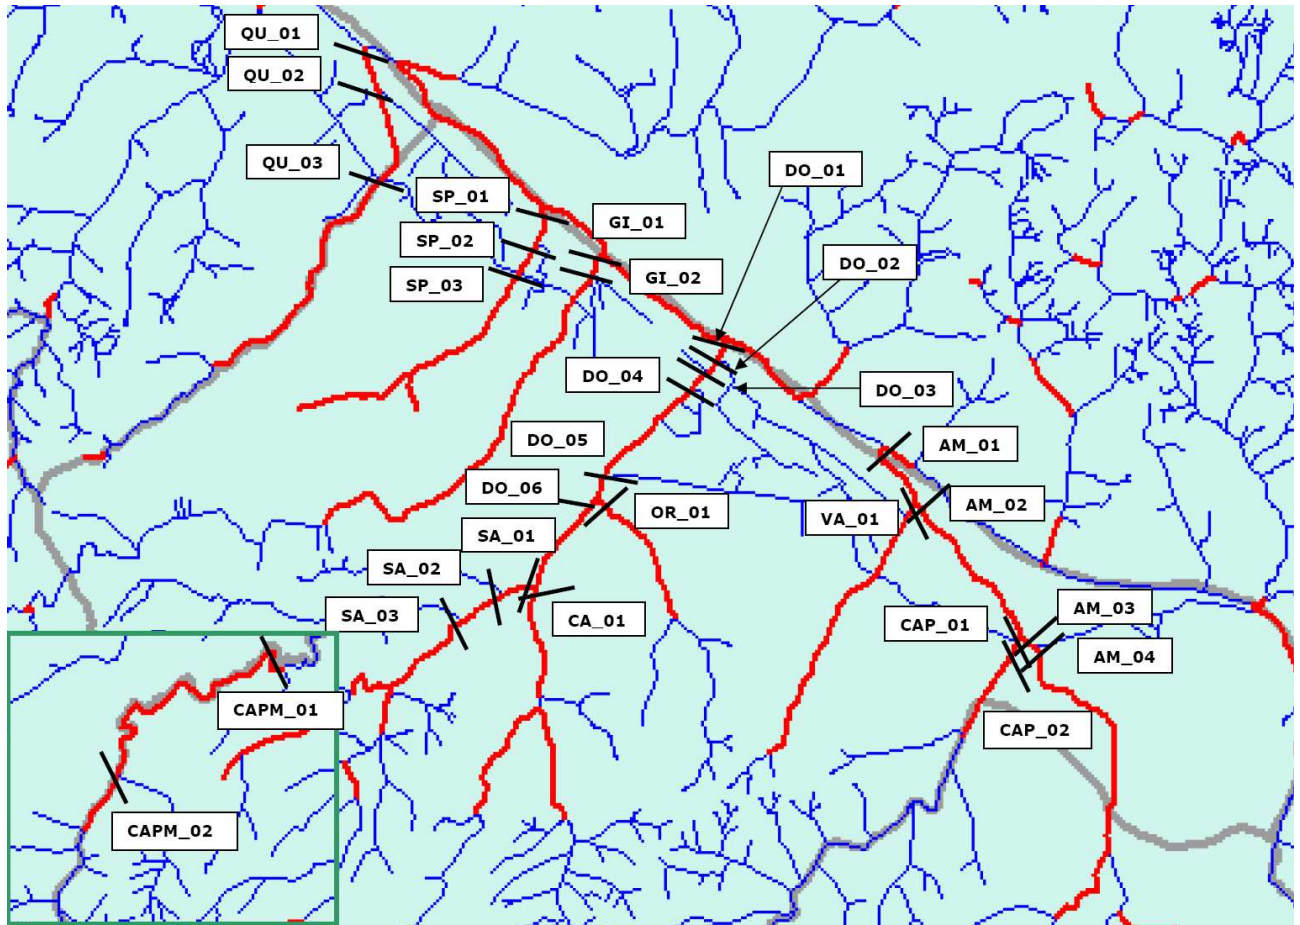 QU_01
QU_02
QU_03
SP_01
SP_02
SP_03
GI_01
GI_02
DO_01
DO_02
DO_03
DO_04
DO_05
DO_06
OR_01
AM_01
AM_02
VA_01
SA_01
SA_02
SA_03
CA_01
CAP_01
AM_03
AM_04
CAP_02
CAPM_01
CAPM_02